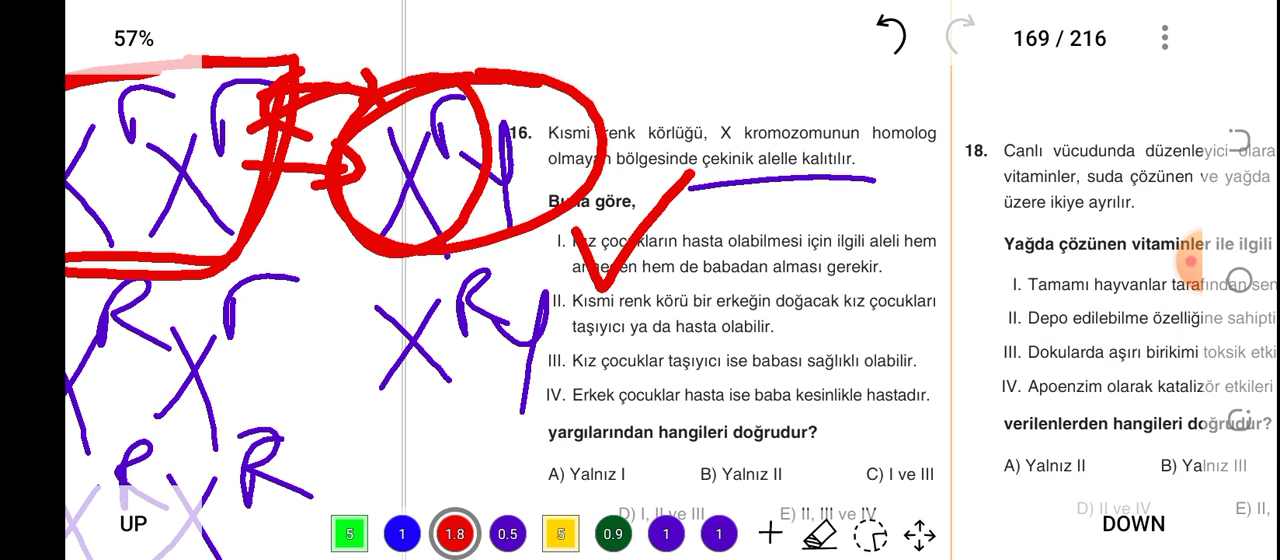 57%
169 / 216
X^r X^r
X^r y
X^R X^r
X^R y
X^R X^R
16. Kısmi renk körlüğü, X kromozomunun homolog
olmayan bölgesinde çekinik alelle kalıtılır.
Buna göre,
I. Kız çocukların hasta olabilmesi için ilgili aleli hem
anneden hem de babadan alması gerekir.
II. Kısmi renk körü bir erkeğin doğacak kız çocukları
taşıyıcı ya da hasta olabilir.
III. Kız çocuklar taşıyıcı ise babası sağlıklı olabilir.
IV. Erkek çocuklar hasta ise baba kesinlikle hastadır.
yargılarından hangileri doğrudur?
A) Yalnız I B) Yalnız II C) I ve III
D) I, II ve III E) II, III ve IV
18. Canlı vücudunda düzenleyici olara
vitaminler, suda çözünen ve yağda
üzere ikiye ayrılır.
Yağda çözünen vitaminler ile ilgili
I. Tamamı hayvanlar tarafından sen
II. Depo edilebilme özelliğine sahipti
III. Dokularda aşırı birikimi toksik etki
IV. Apoenzim olarak katalizör etkileri
verilenlerden hangileri doğrudur?
A) Yalnız II B) Yalnız III
D) II ve IV E) II,
UP
5 1 1.8 0.5 5 0.9 1 1
DOWN